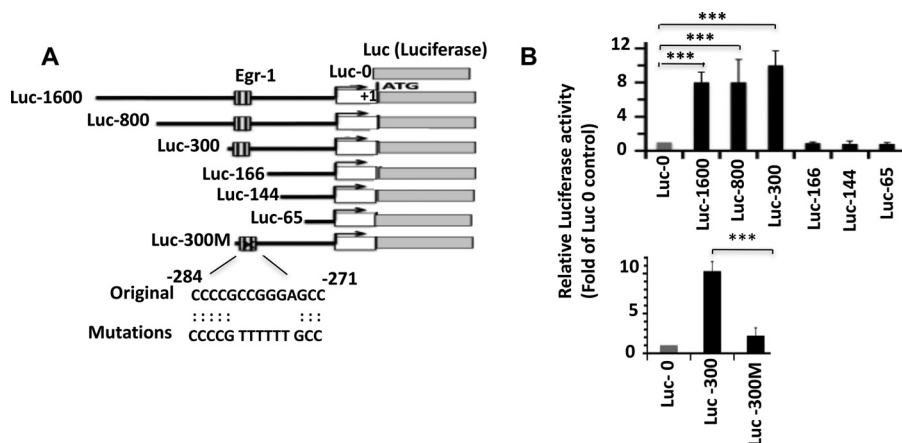 A
Luc (Luciferase)
Egr-1
Luc-0
ATG
Luc-1600
+1
Luc-800
Luc-300
Luc-166
Luc-144
Luc-65
Luc-300M
-284
-271
Original
CCCCGCCGGGAGCC
: : : : :
: : :
Mutations
CCCCG TTTTTT GCC
B
Relative Luciferase activity
(Fold of Luc 0 control)
***
***
***
12
8
4
0
Luc-0
Luc-1600
Luc-800
Luc-300
Luc-166
Luc-144
Luc-65
***
10
5
0
Luc- 0
Luc -300
Luc -300M